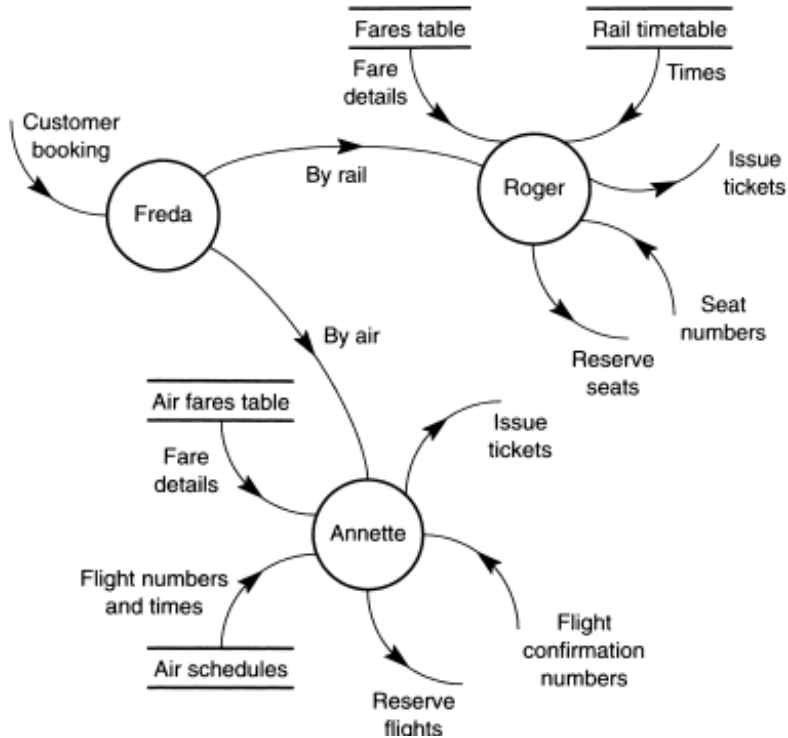 Fares table
Rail timetable
Fare
details
Times
Customer
booking
By rail
Freda
Roger
Issue
tickets
Seat
numbers
Reserve
seats
By air
Air fares table
Issue
tickets
Fare
details
Annette
Flight numbers
and times
Flight
confirmation
numbers
Air schedules
Reserve
flights